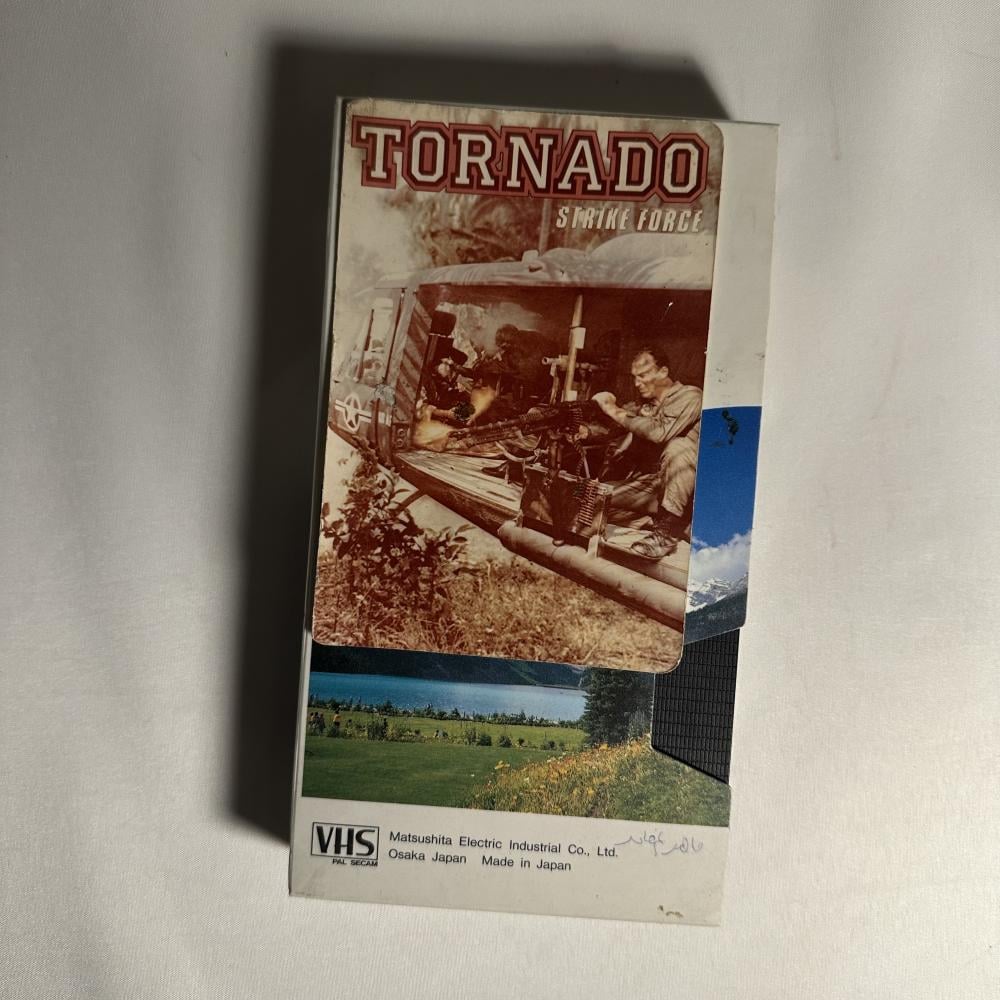 TORNADO
STRIKE FORCE
VHS
PAL SECAM
Matsushita Electric Industrial Co., Ltd.
Osaka Japan Made in Japan